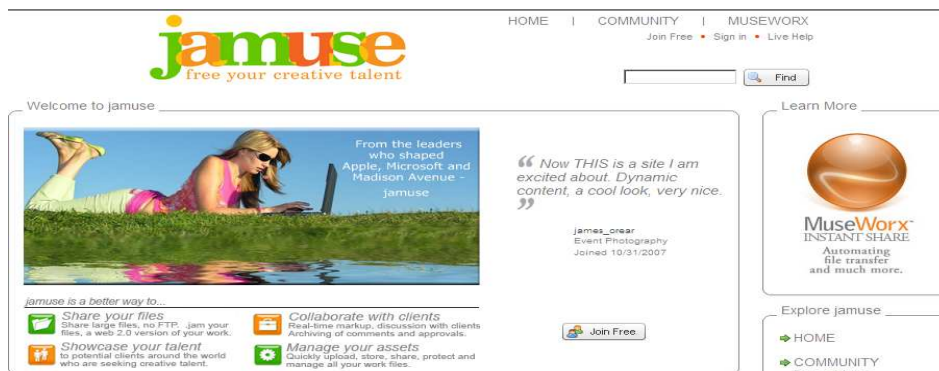 jamuse
free your creative talent
HOME | COMMUNITY | MUSEWORX
Join Free • Sign in • Live Help
Find
Welcome to jamuse
From the leaders
who shaped
Apple, Microsoft and
Madison Avenue -
jamuse
“ Now THIS is a site I am
excited about. Dynamic
content, a cool look, very nice.
”
james_crear
Event Photography
Joined 10/31/2007
Join Free
jamuse is a better way to...
Share your files
Share large files, no FTP. .jam your
files, a web 2.0 version of your work.
Collaborate with clients
Real-time markup, discussion with clients
Archiving of comments and approvals.
Showcase your talent
to potential clients around the world
who are seeking creative talent.
Manage your assets
Quickly upload, store, share, protect and
manage all your work files.
Learn More
MuseWorx™
INSTANT SHARE
Automating
file transfer
and much more.
Explore jamuse
HOME
COMMUNITY